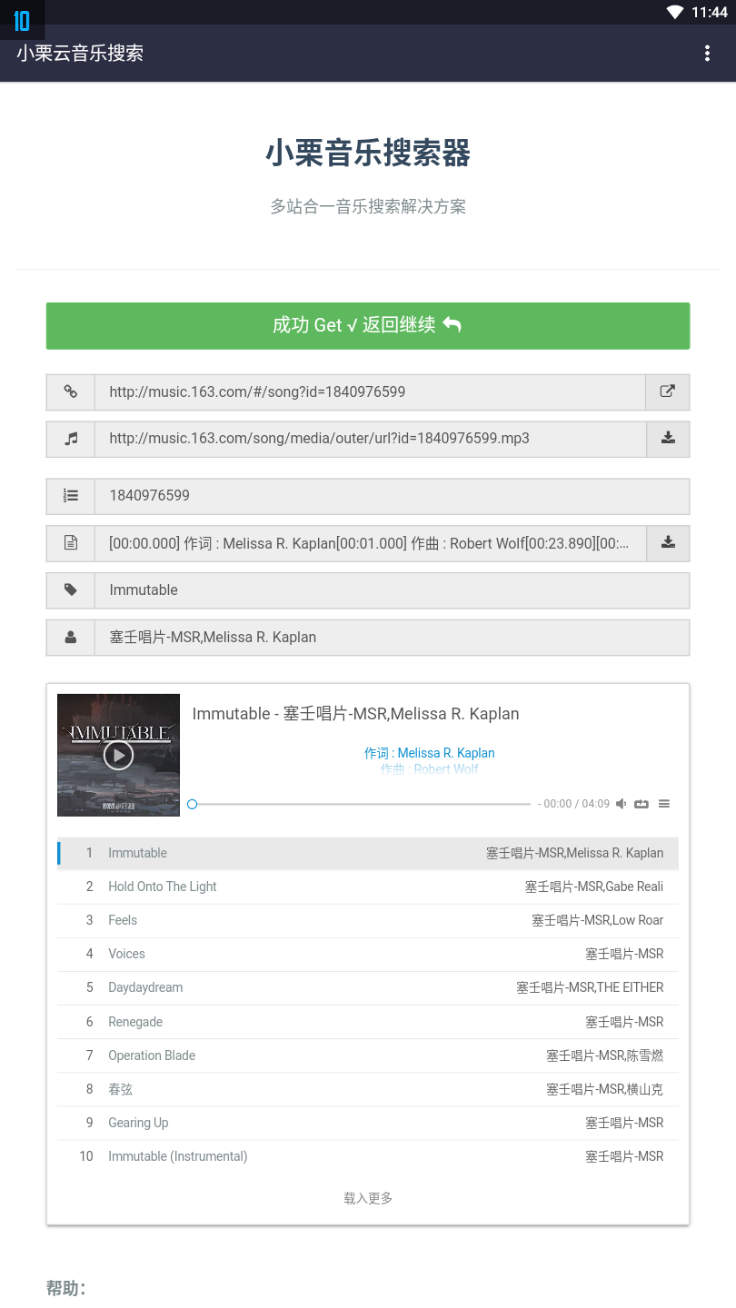 10
11:44
小栗云音乐搜索
小栗音乐搜索器
多站合一音乐搜索解决方案
成功 Get √ 返回继续
http://music.163.com/#/song?id=1840976599
http://music.163.com/song/media/outer/url?id=1840976599.mp3
1840976599
[00:00.000] 作词 : Melissa R. Kaplan[00:01.000] 作曲 : Robert Wolf[00:23.890][00:...
Immutable
塞壬唱片-MSR,Melissa R. Kaplan
IMMUTABLE
Immutable - 塞壬唱片-MSR,Melissa R. Kaplan
作词 : Melissa R. Kaplan
作曲 : Robert Wolf
- 00:00 / 04:09
1 Immutable 塞壬唱片-MSR,Melissa R. Kaplan
2 Hold Onto The Light 塞壬唱片-MSR,Gabe Reali
3 Feels 塞壬唱片-MSR,Low Roar
4 Voices 塞壬唱片-MSR
5 Daydaydream 塞壬唱片-MSR,THE EITHER
6 Renegade 塞壬唱片-MSR
7 Operation Blade 塞壬唱片-MSR,陈雪燃
8 春弦 塞壬唱片-MSR,横山克
9 Gearing Up 塞壬唱片-MSR
10 Immutable (Instrumental) 塞壬唱片-MSR
载入更多
帮助：